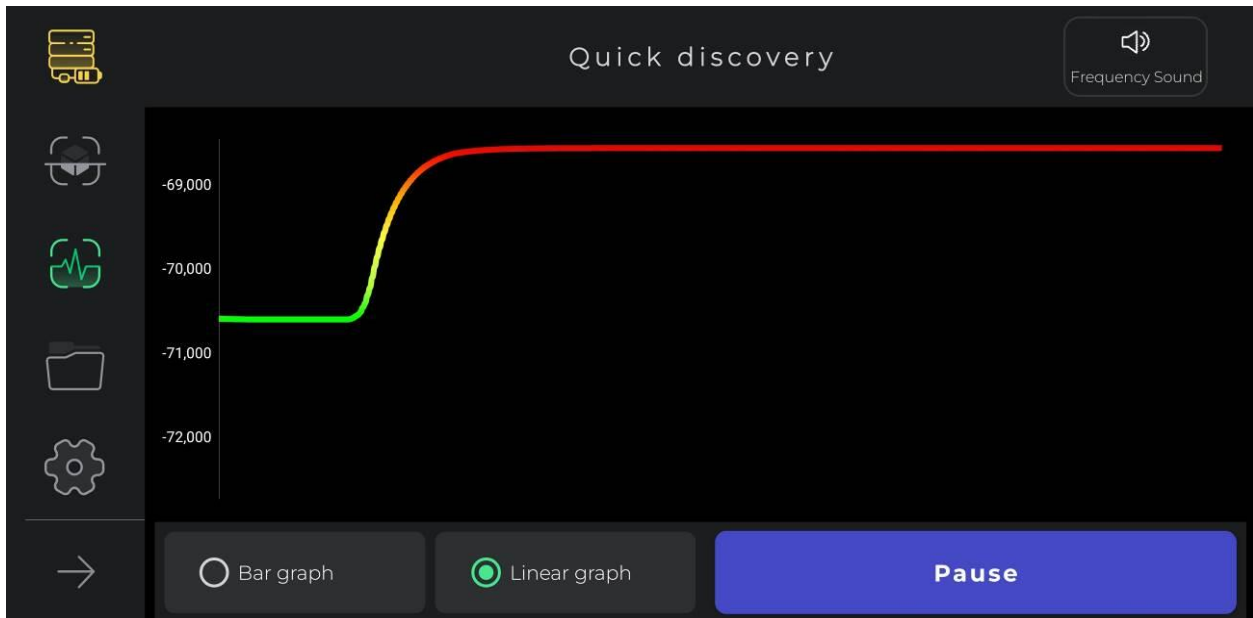 Quick discovery
Frequency Sound
-69,000
-70,000
-71,000
-72,000
Bar graph
Linear graph
Pause